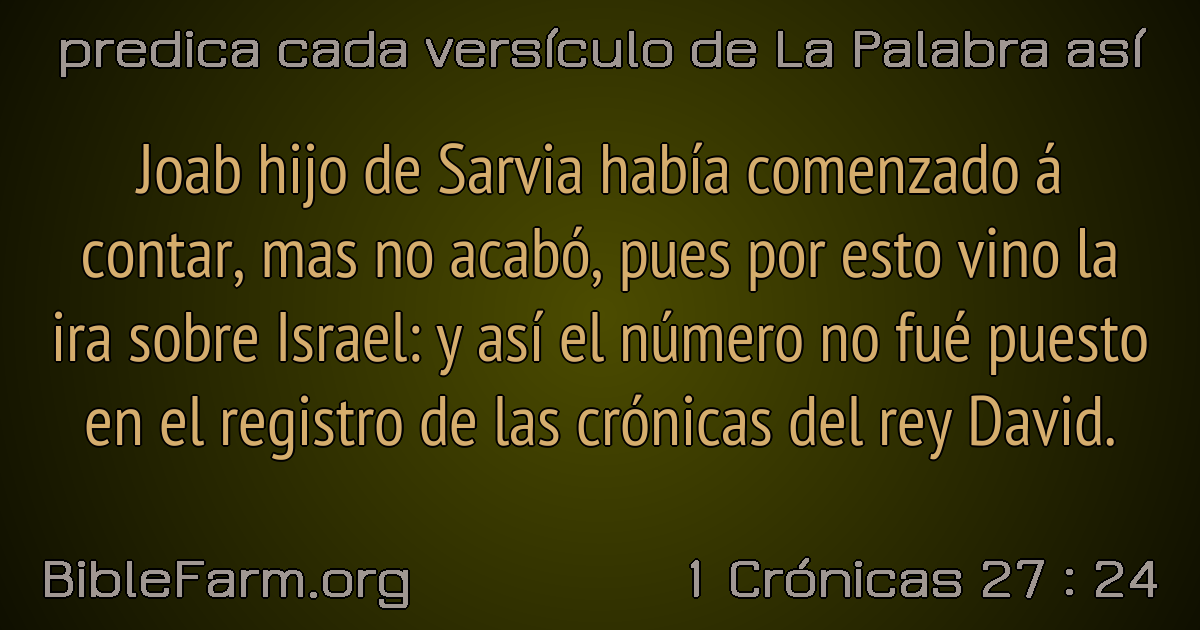 predica cada versículo de La Palabra así
Joab hijo de Sarvia había comenzado á
contar, mas no acabó, pues por esto vino la
ira sobre Israel: y así el número no fué puesto
en el registro de las crónicas del rey David.
BibleFarm.org
1 Crónicas 27 : 24